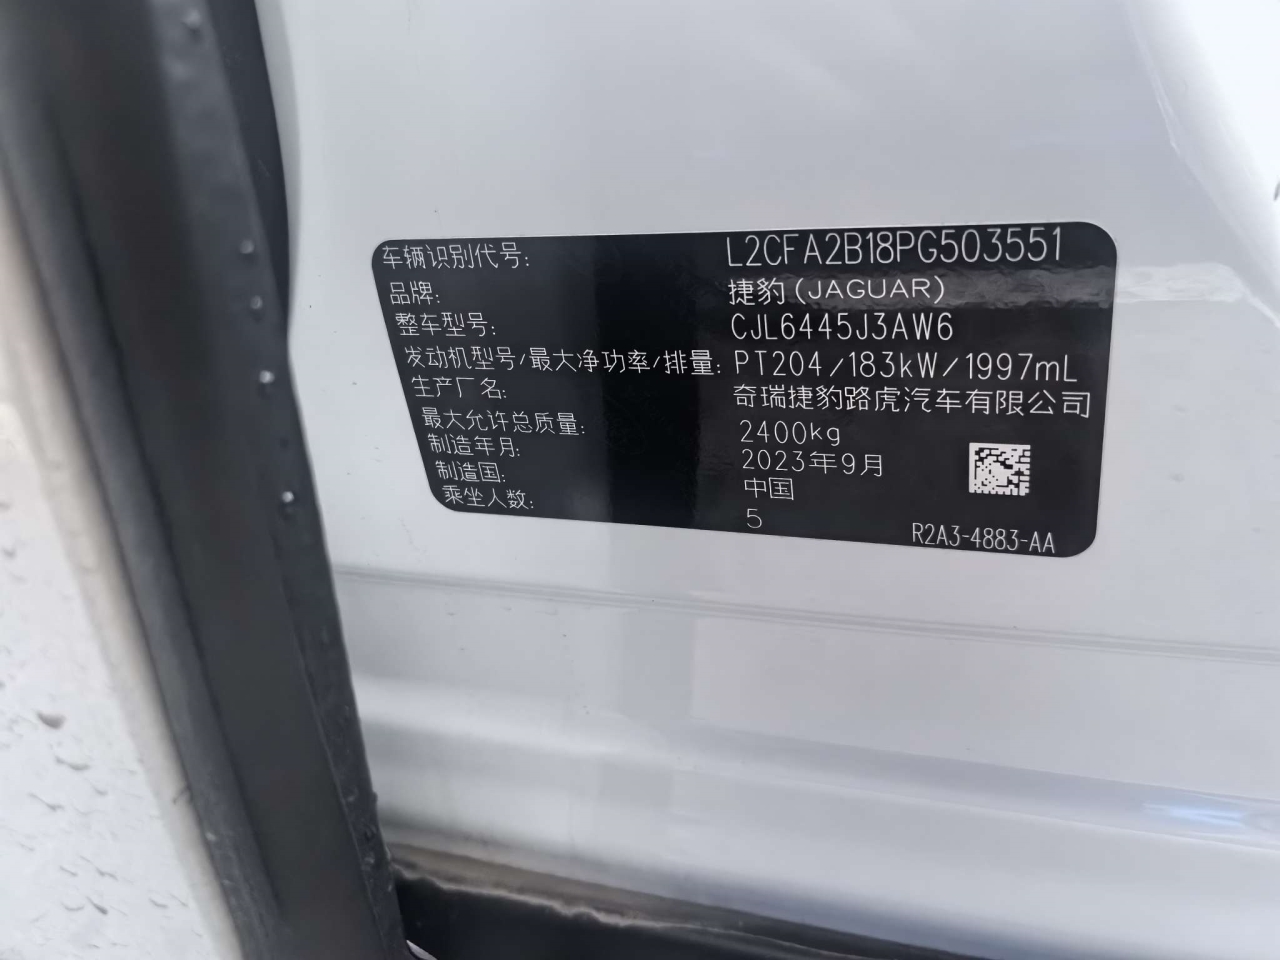 车辆识别代号: L2CFA2B18PG503551
品牌: 捷豹(JAGUAR)
整车型号: CJL6445J3AW6
发动机型号/最大净功率/排量: PT204/183kW/1997mL
生产厂名: 奇瑞捷豹路虎汽车有限公司
最大允许总质量: 2400kg
制造年月: 2023年9月
制造国: 中国
乘坐人数: 5
R2A3-4883-AA